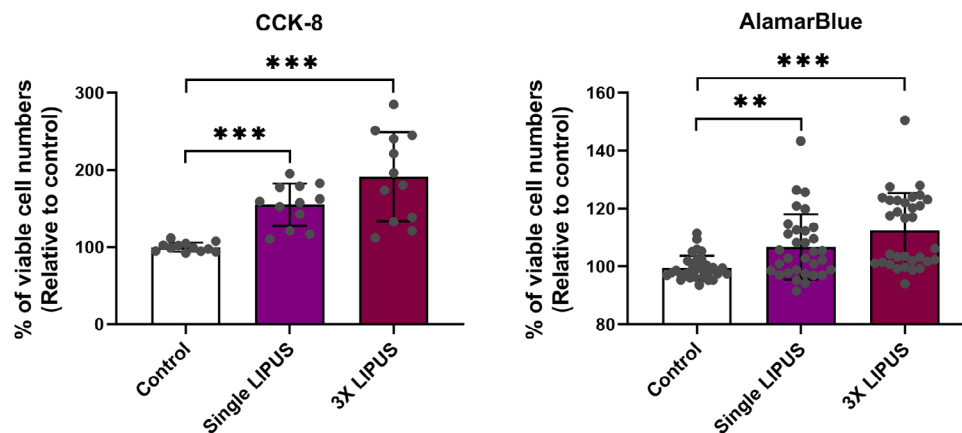 CCK-8
% of viable cell numbers
(Relative to control)
300
200
100
0
***
***
Control
Single LIPUS
3X LIPUS
AlamarBlue
% of viable cell numbers
(Relative to control)
160
140
120
100
80
***
**
Control
Single LIPUS
3X LIPUS